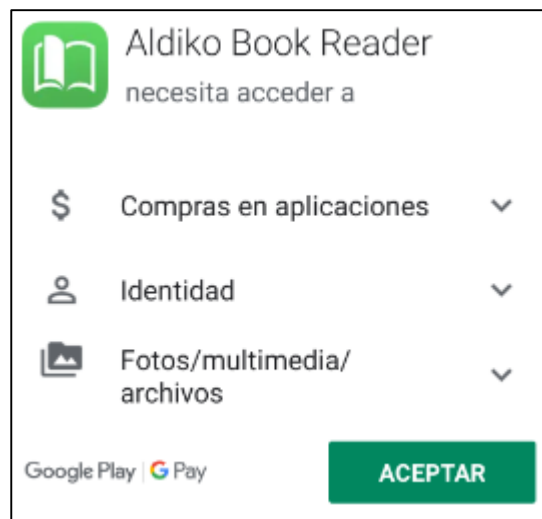 Aldiko Book Reader
necesita acceder a
$ Compras en aplicaciones
Identidad
Fotos/multimedia/
archivos
Google Play | G Pay
ACEPTAR